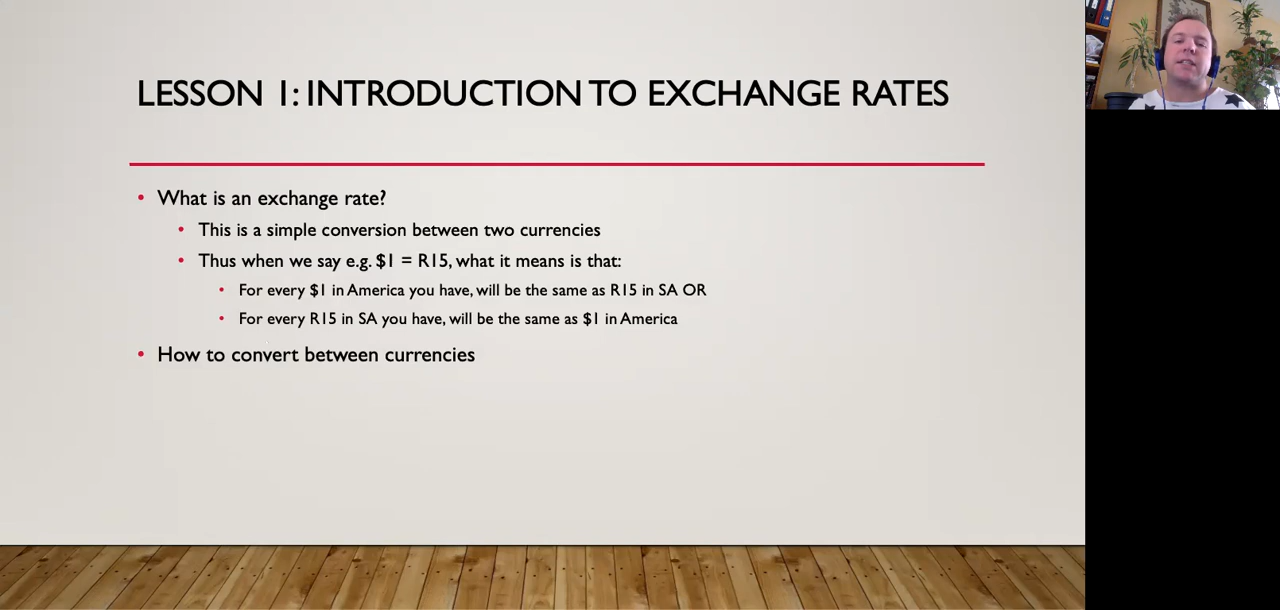 LESSON 1: INTRODUCTION TO EXCHANGE RATES
• What is an exchange rate?
• This is a simple conversion between two currencies
• Thus when we say e.g. $1 = R15, what it means is that:
• For every $1 in America you have, will be the same as R15 in SA OR
• For every R15 in SA you have, will be the same as $1 in America
• How to convert between currencies